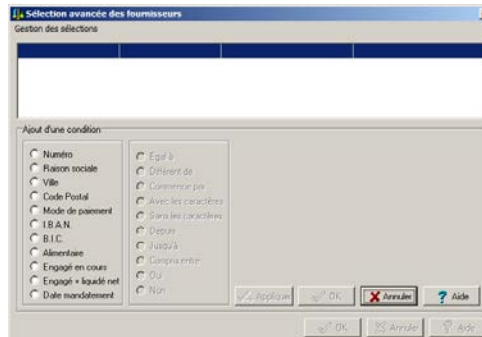 Sélection avancée des fournisseurs
Gestion des sélections
Ajout d'une condition
Numéro
Raison sociale
Ville
Code Postal
Mode de paiement
I.B.A.N.
B.I.C.
Alimentaire
Engagé en cours
Engagé + liquidé net
Date mandatement
Egal à
Différent de
Commence par
Avec les caractères
Sans les caractères
Depuis
Jusqu'à
Compris entre
Ou
Non
Appliquer
OK
Annuler
Aide
OK
Annuler
Aide